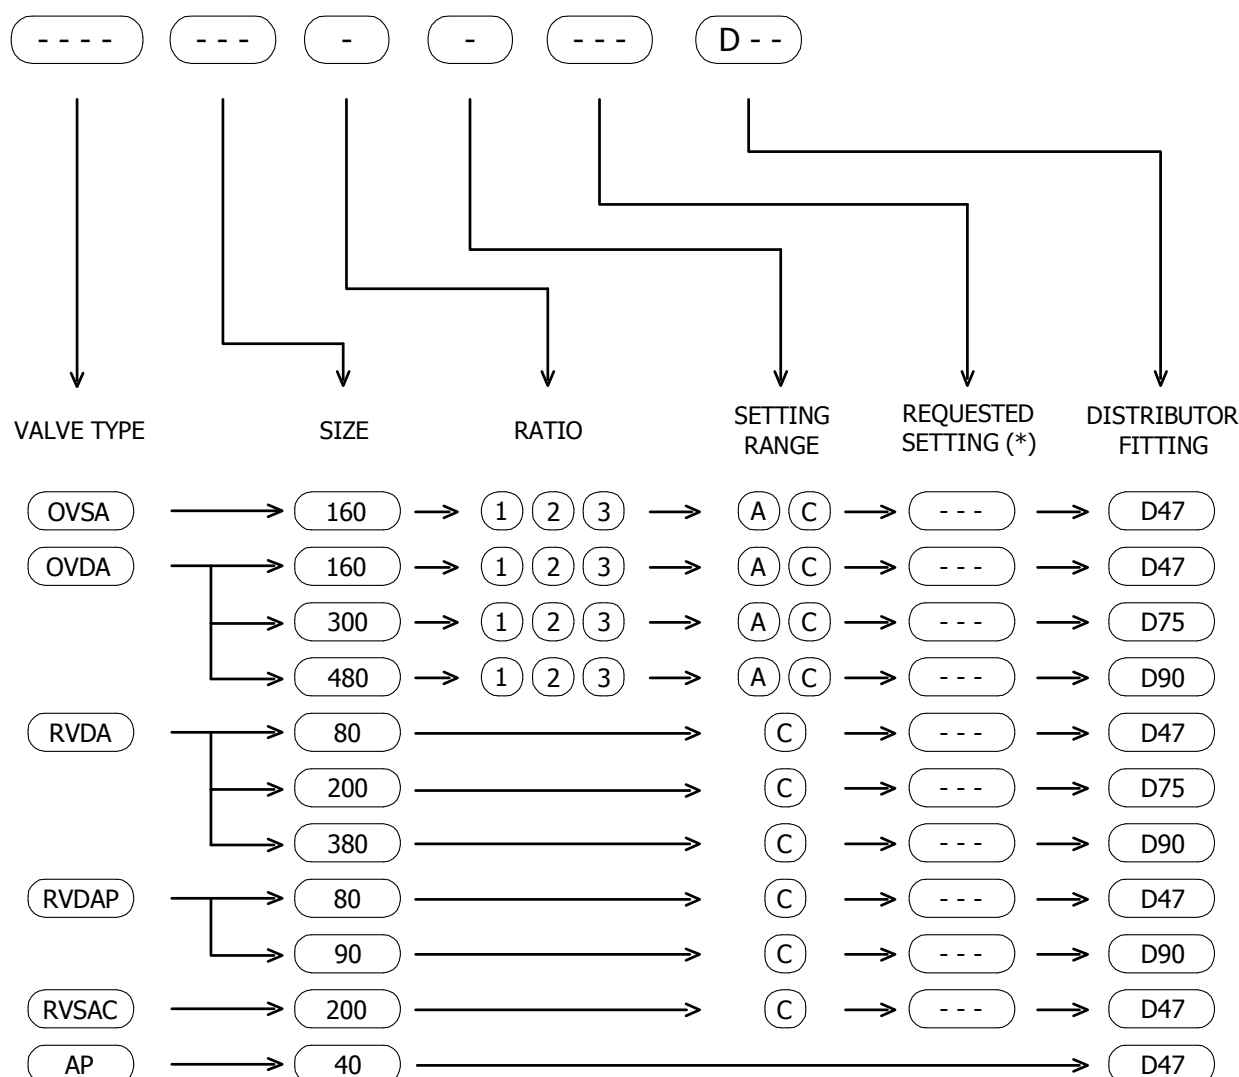 - - - - - - - - - - - - D - -
VALVE TYPE SIZE RATIO SETTING RANGE REQUESTED SETTING (*) DISTRIBUTOR FITTING
OVSA 160 1 2 3 A C - - - D47
OVDA 160 1 2 3 A C - - - D47
300 1 2 3 A C - - - D75
480 1 2 3 A C - - - D90
RVDA 80 C - - - D47
200 C - - - D75
380 C - - - D90
RVDAP 80 C - - - D47
90 C - - - D90
RVSAC 200 C - - - D47
AP 40 D47